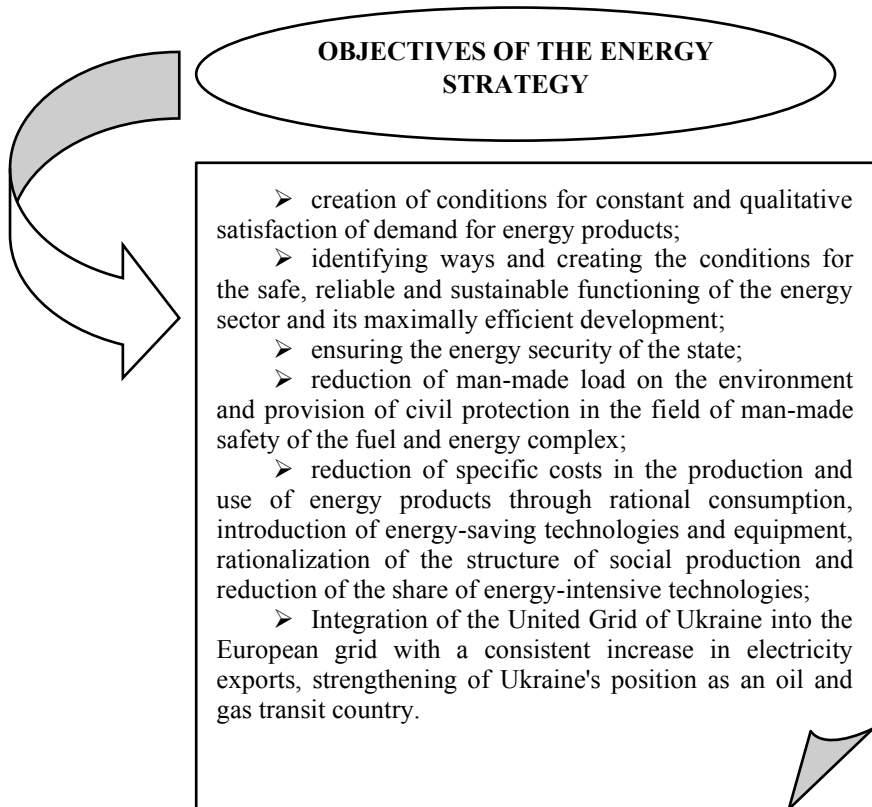 OBJECTIVES OF THE ENERGY
STRATEGY
➢ creation of conditions for constant and qualitative
satisfaction of demand for energy products;
➢ identifying ways and creating the conditions for
the safe, reliable and sustainable functioning of the energy
sector and its maximally efficient development;
➢ ensuring the energy security of the state;
➢ reduction of man-made load on the environment
and provision of civil protection in the field of man-made
safety of the fuel and energy complex;
➢ reduction of specific costs in the production and
use of energy products through rational consumption,
introduction of energy-saving technologies and equipment,
rationalization of the structure of social production and
reduction of the share of energy-intensive technologies;
➢ Integration of the United Grid of Ukraine into the
European grid with a consistent increase in electricity
exports, strengthening of Ukraine's position as an oil and
gas transit country.